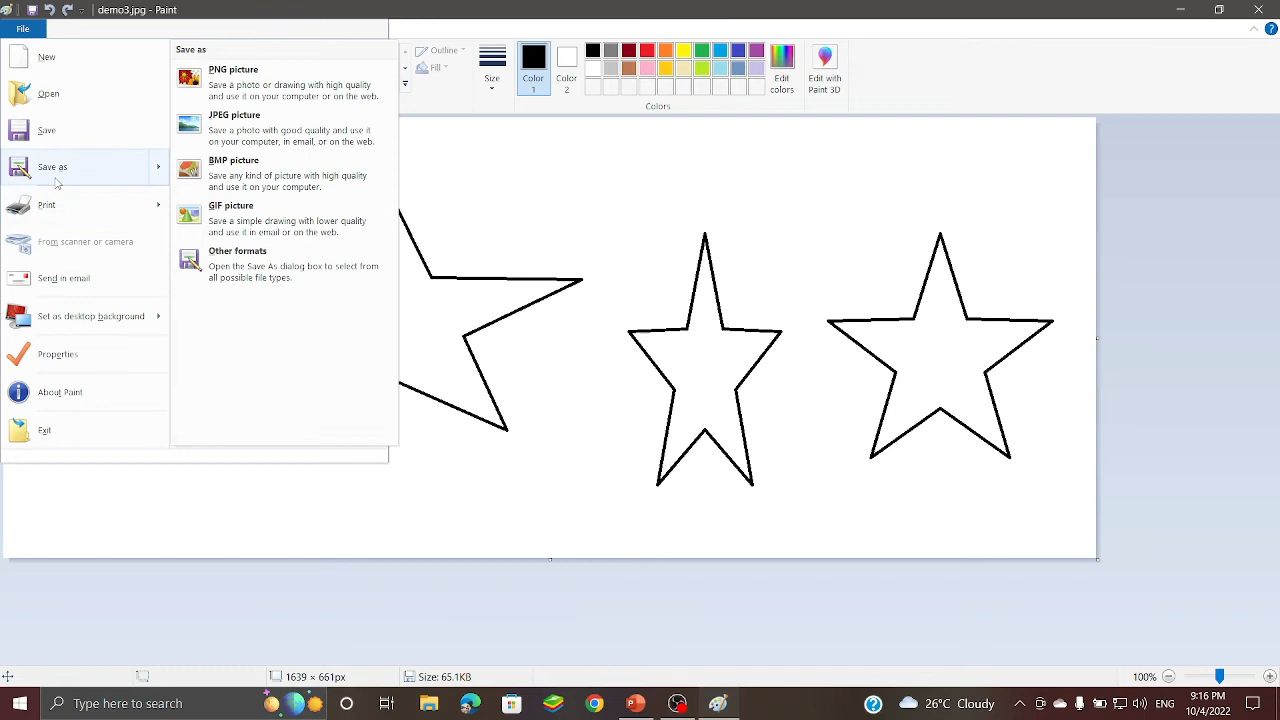 demo3.jpg - Paint
File
New
Open
Save
Save as
Print
From scanner or camera
Send in email
Set as desktop background
Properties
About Paint
Exit
Save as
PNG picture
Save a photo or drawing with high quality
and use it on your computer or on the web.
JPEG picture
Save a photo with good quality and use it
on your computer, in email, or on the web.
BMP picture
Save any kind of picture with high quality
and use it on your computer.
GIF picture
Save a simple drawing with lower quality
and use it in email or on the web.
Other formats
Open the Save As dialog box to select from
all possible file types.
Outline
Fill
Size
Color
1
Color
2
Edit
colors
Edit with
Paint 3D
Colors
1639 × 661px
Size: 65.1KB
100%
Type here to search
26°C Cloudy
ENG
9:16 PM
10/4/2022